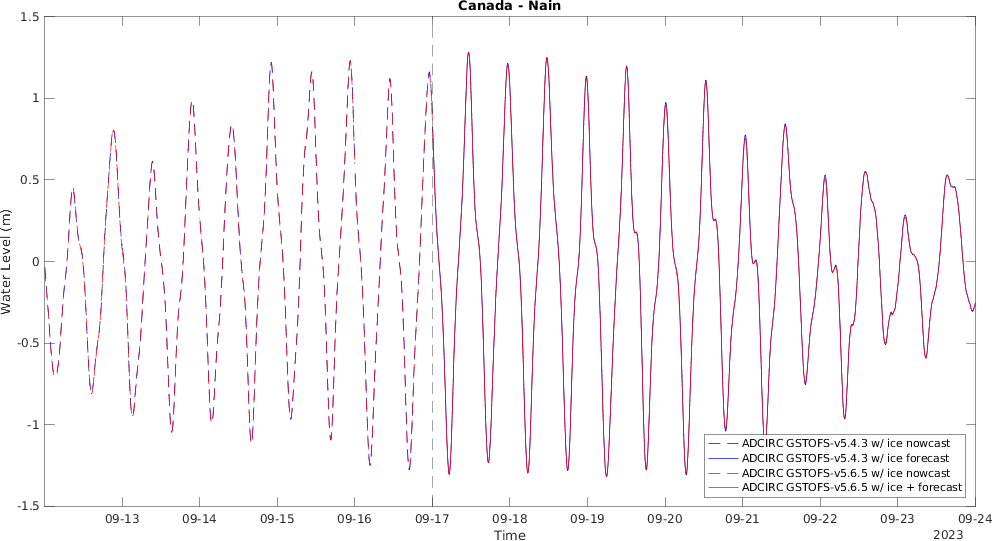 Canada - Nain
1.5
1
0.5
0
-0.5
-1
-1.5
Water Level (m)
ADCIRC GSTOFS-v5.4.3 w/ ice nowcast
ADCIRC GSTOFS-v5.4.3 w/ ice forecast
ADCIRC GSTOFS-v5.6.5 w/ ice nowcast
ADCIRC GSTOFS-v5.6.5 w/ ice + forecast
09-13 09-14 09-15 09-16 09-17 09-18 09-19 09-20 09-21 09-22 09-23 09-24
Time
2023